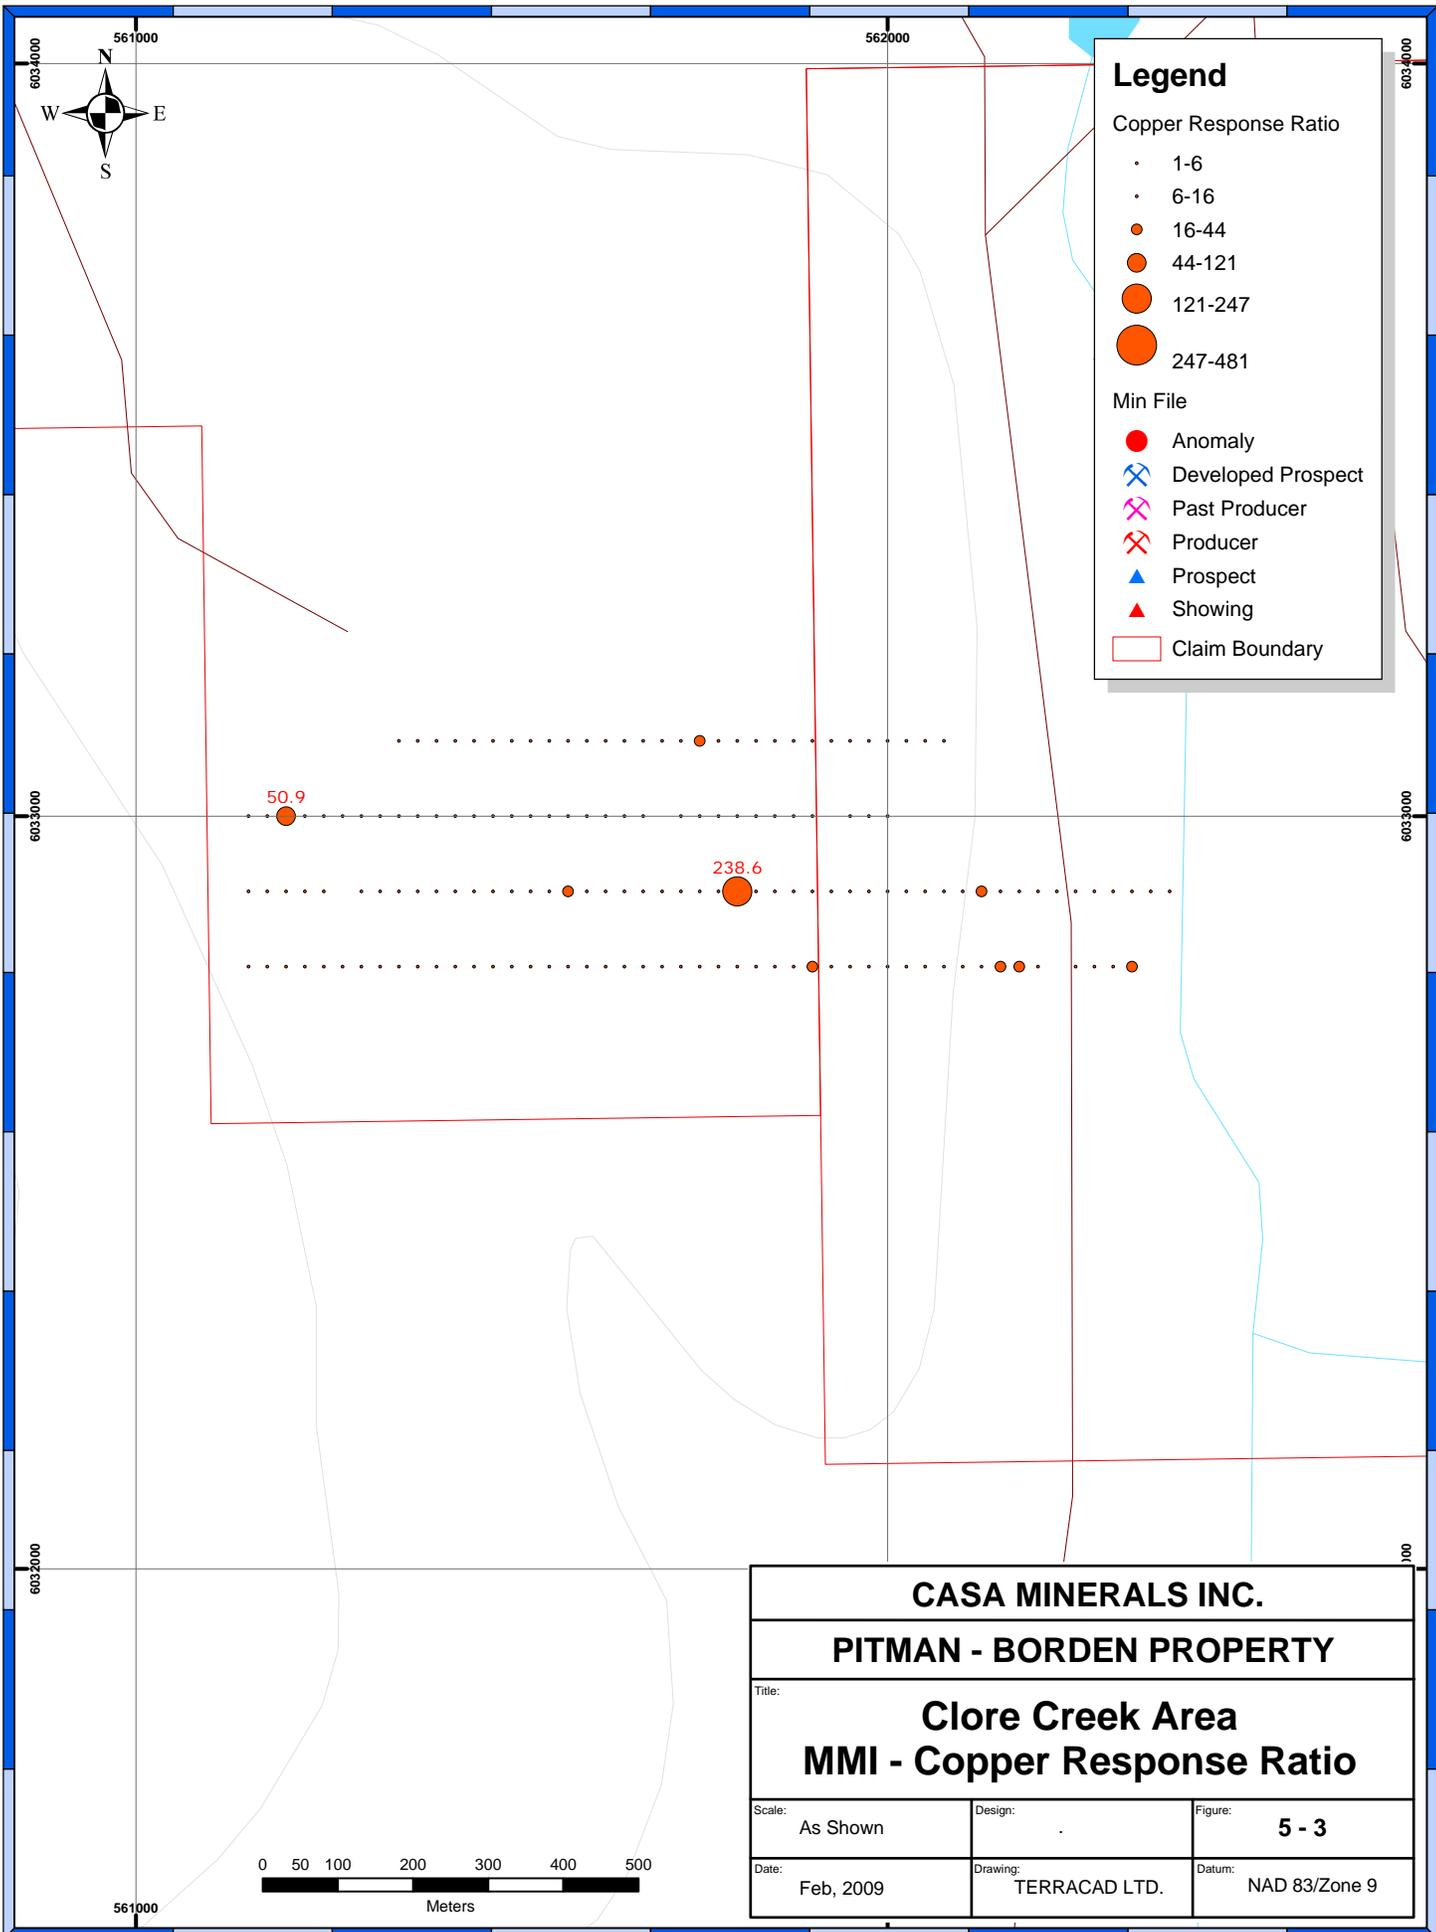 561000
562000
6034000
6034000
N
W
E
S
Legend
Copper Response Ratio
1-6
6-16
16-44
44-121
121-247
247-481
Min File
Anomaly
Developed Prospect
Past Producer
Producer
Prospect
Showing
Claim Boundary
50.9
6033000
6033000
238.6
6032000
CASA MINERALS INC.
PITMAN - BORDEN PROPERTY
Title:
Clore Creek Area
MMI - Copper Response Ratio
Scale:
As Shown
Design:
.
Figure:
5 - 3
Date:
Feb, 2009
Drawing:
TERRACAD LTD.
Datum:
NAD 83/Zone 9
0 50 100 200 300 400 500
Meters
561000